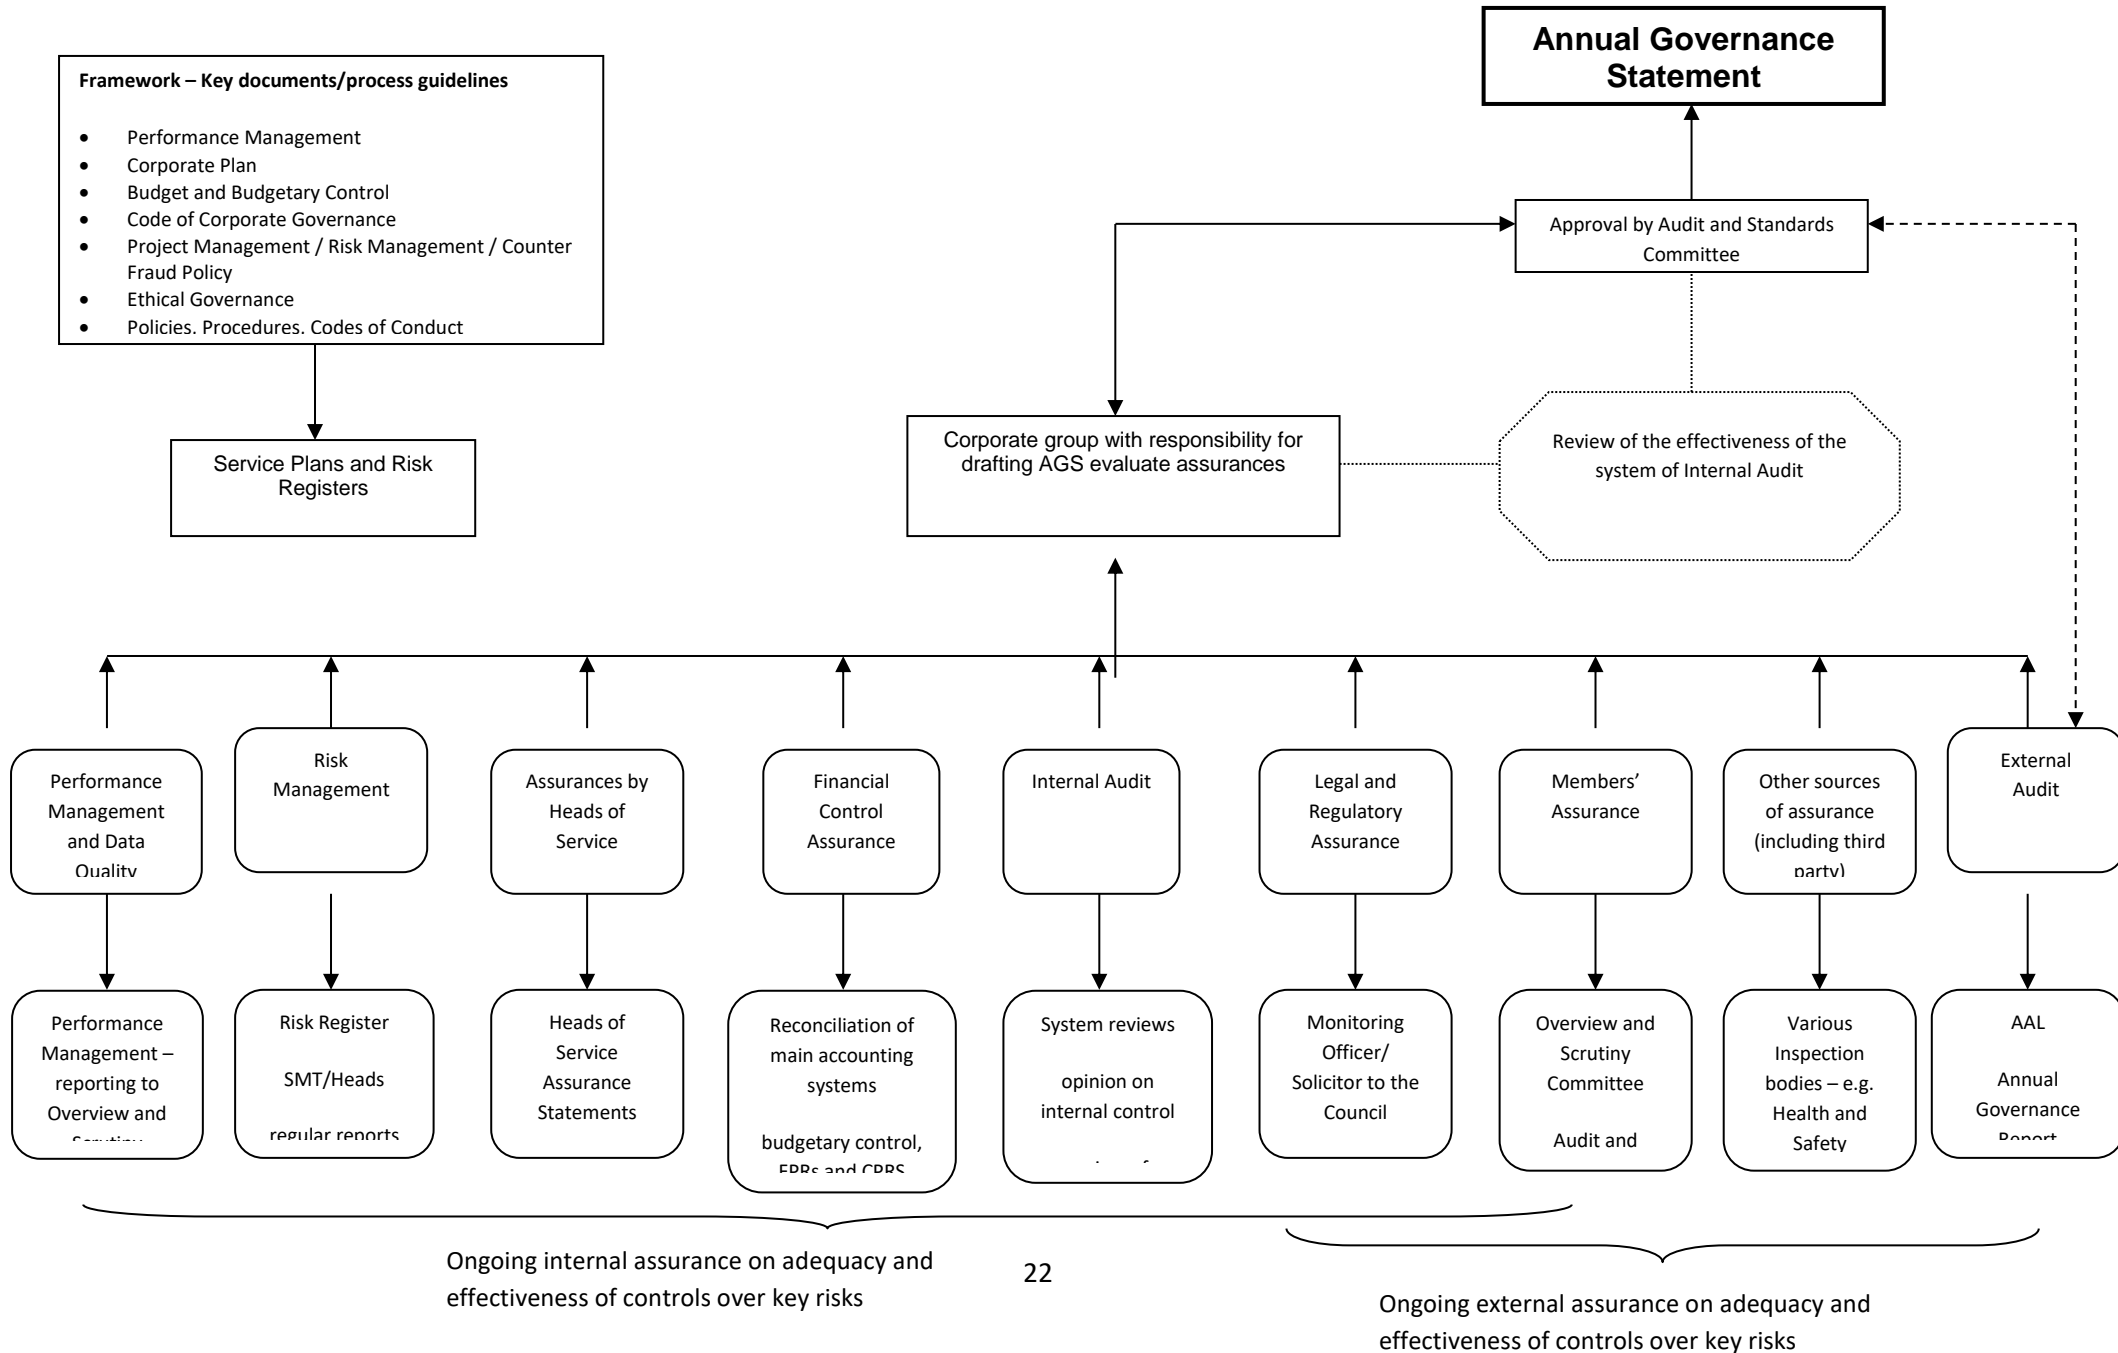 Annual Governance
Statement
Framework – Key documents/process guidelines
• Performance Management
• Corporate Plan
• Budget and Budgetary Control
• Code of Corporate Governance
• Project Management / Risk Management / Counter
Fraud Policy
• Ethical Governance
• Policies. Procedures. Codes of Conduct
Approval by Audit and Standards
Committee
Service Plans and Risk
Registers
Corporate group with responsibility for
drafting AGS evaluate assurances
Review of the effectiveness of the
system of Internal Audit
Performance
Management
and Data
Quality
Risk
Management
Assurances by
Heads of
Service
Financial
Control
Assurance
Internal Audit
Legal and
Regulatory
Assurance
Members’
Assurance
Other sources
of assurance
(including third
party)
External
Audit
Performance
Management –
reporting to
Overview and
Scrutiny
Risk Register
SMT/Heads
regular reports
Heads of
Service
Assurance
Statements
Reconciliation of
main accounting
systems
budgetary control,
and CPRS
System reviews
opinion on
internal control
Monitoring
Officer/
Solicitor to the
Council
Overview and
Scrutiny
Committee
Audit and
Various
Inspection
bodies – e.g.
Health and
Safety
AAL
Annual
Governance
Report
Ongoing internal assurance on adequacy and
effectiveness of controls over key risks
22
Ongoing external assurance on adequacy and
effectiveness of controls over key risks